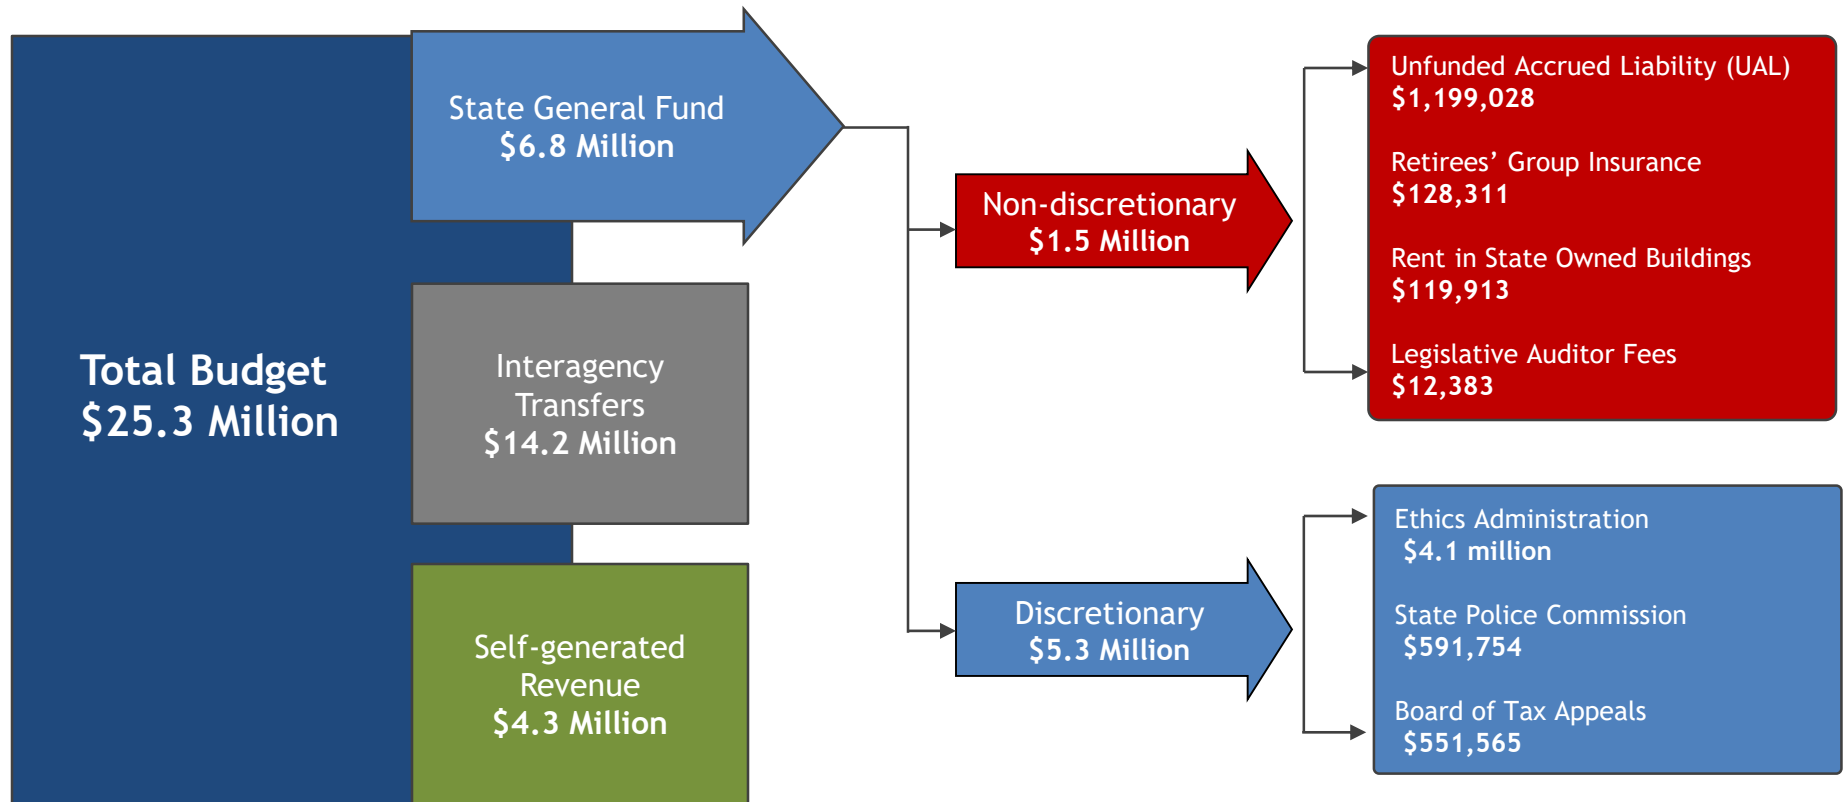 Total Budget
$25.3 Million
State General Fund
$6.8 Million
Interagency
Transfers
$14.2 Million
Self-generated
Revenue
$4.3 Million
Non-discretionary
$1.5 Million
Discretionary
$5.3 Million
Unfunded Accrued Liability (UAL)
$1,199,028
Retirees’ Group Insurance
$128,311
Rent in State Owned Buildings
$119,913
Legislative Auditor Fees
$12,383
Ethics Administration
$4.1 million
State Police Commission
$591,754
Board of Tax Appeals
$551,565